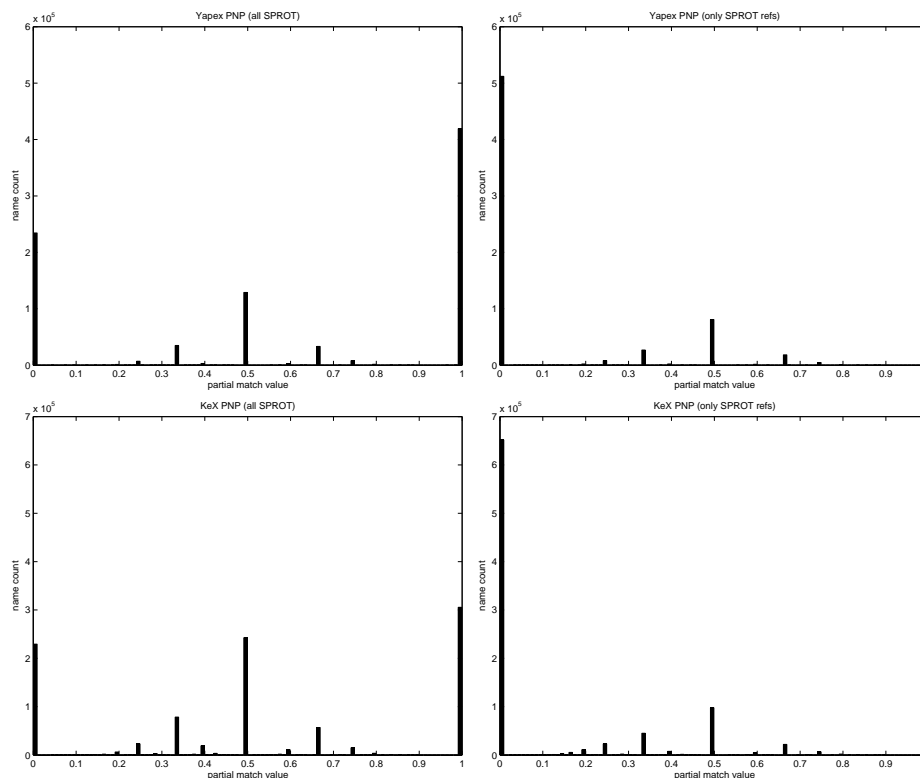 Yapex PNP (all SPROT)
x 10^5
6
5
4
3
2
1
0
name count
0 0.1 0.2 0.3 0.4 0.5 0.6 0.7 0.8 0.9 1
partial match value
Yapex PNP (only SPROT refs)
x 10^5
6
5
4
3
2
1
0
name count
0 0.1 0.2 0.3 0.4 0.5 0.6 0.7 0.8 0.9
partial match value
KeX PNP (all SPROT)
x 10^5
7
6
5
4
3
2
1
0
name count
0 0.1 0.2 0.3 0.4 0.5 0.6 0.7 0.8 0.9 1
partial match value
KeX PNP (only SPROT refs)
x 10^5
7
6
5
4
3
2
1
0
name count
0 0.1 0.2 0.3 0.4 0.5 0.6 0.7 0.8 0.9
partial match value